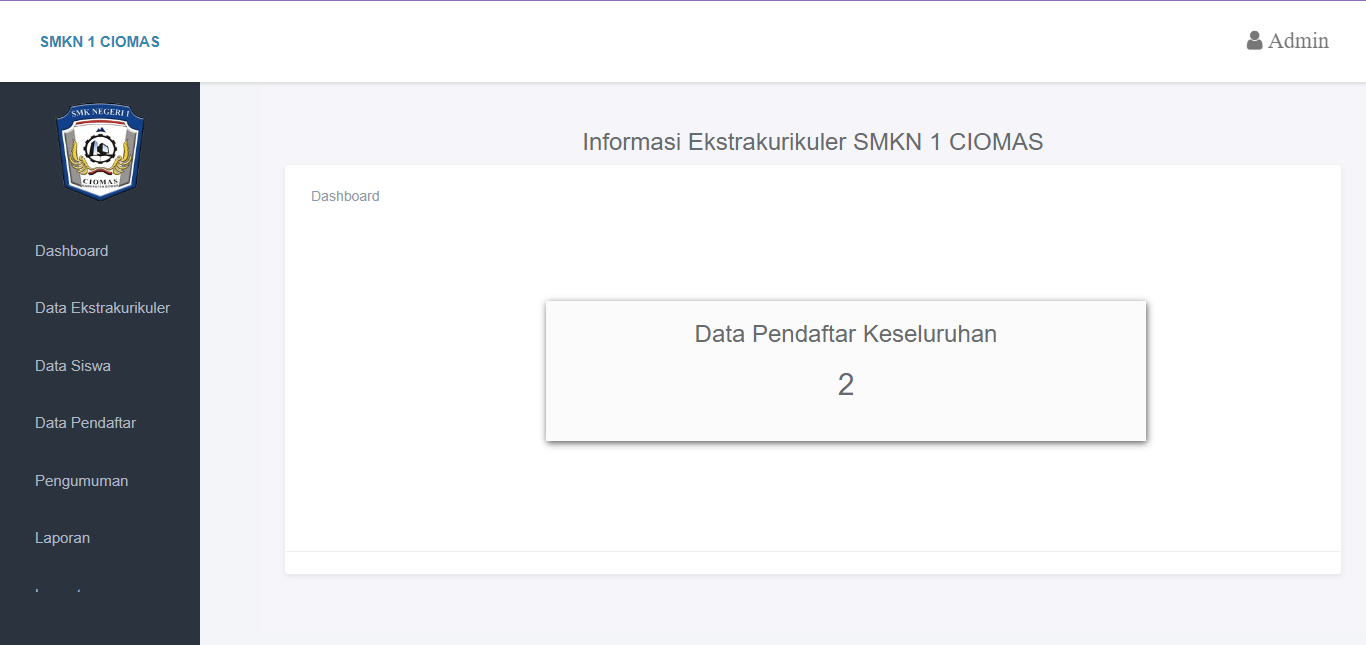 SMKN 1 CIOMAS
Admin
SMK NEGERI 1
CIOMAS
Informasi Ekstrakurikuler SMKN 1 CIOMAS
Dashboard
Dashboard
Data Ekstrakurikuler
Data Siswa
Data Pendaftar
Pengumuman
Laporan
Data Pendaftar Keseluruhan
2